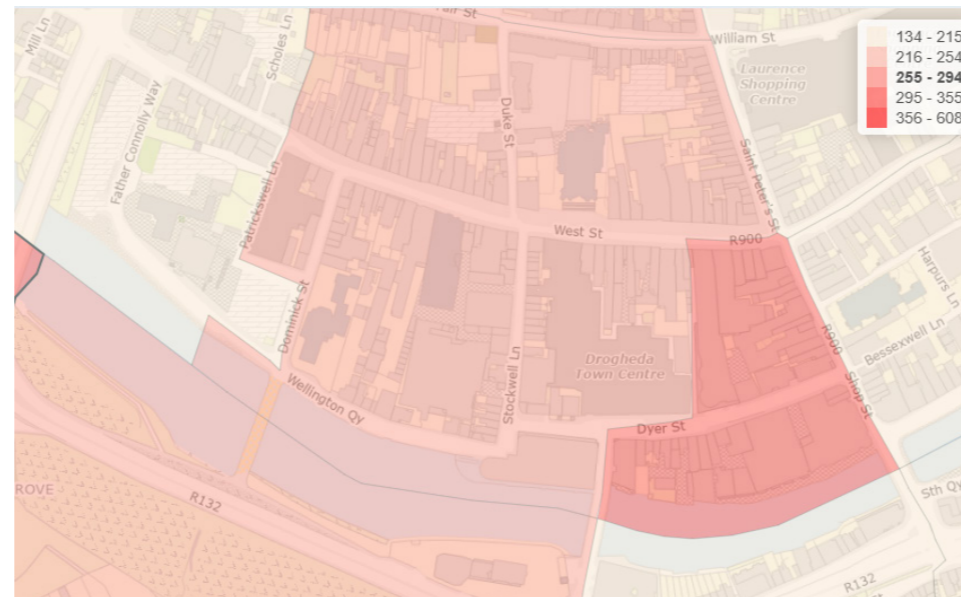 Mill Ln
Scholes Ln
William St
134 - 215
216 - 254
255 - 294
295 - 355
356 - 608
Laurence
Shopping
Centre
Father Connolly Way
Duke St
Patrickswell Ln
Saint Peter's St
West St
R900
Harpurs Ln
Dominick St
Bessexwell Ln
R900
Drogheda
Town Centre
Stockwell Ln
Shop St
Wellington Qy
Dyer St
Sth Qy
ROVE
R132
R132